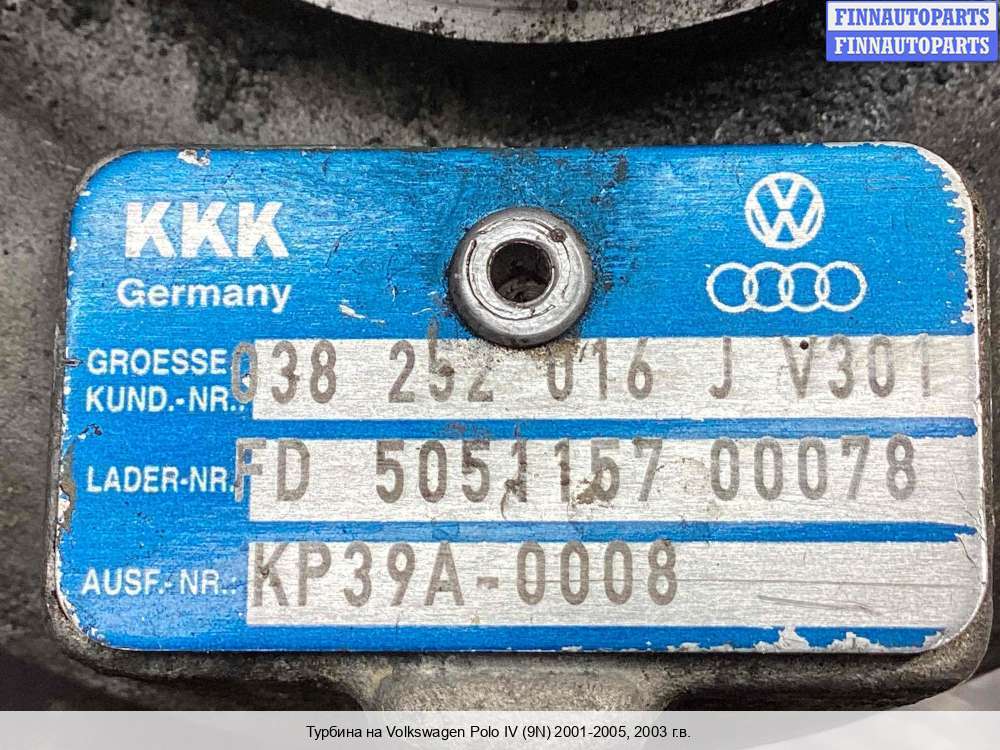 FINNAUTOPARTS
FINNAUTOPARTS
KKK
Germany
GROESSE
KUND.-NR.: 038 252 016 J V301
LADER-NR. FD 5051157 00078
AUSF.-NR.: KP39A-0008
Турбина на Volkswagen Polo IV (9N) 2001-2005, 2003 г.в.